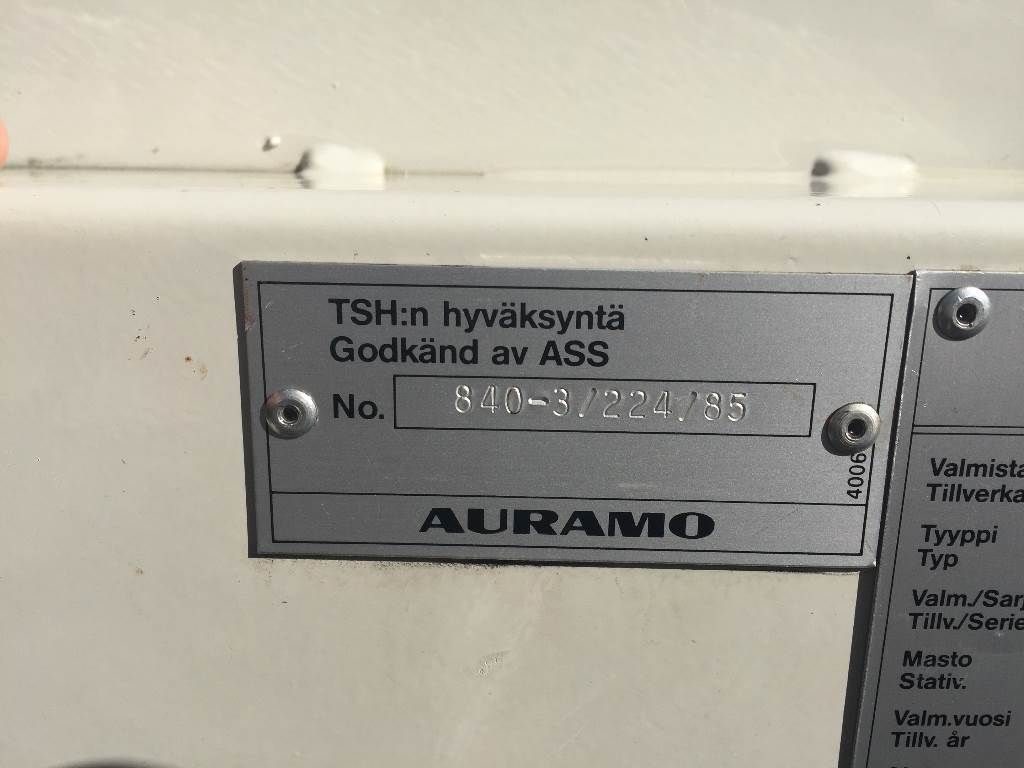 TSH:n hyväksyntä
Godkänd av ASS
No. 840-3/224/85
4006
AURAMO
Valmista
Tillverka
Tyyppi
Typ
Valm./Sarj
Tillv./Serie
Masto
Stativ.
Valm.vuosi
Tillv. år